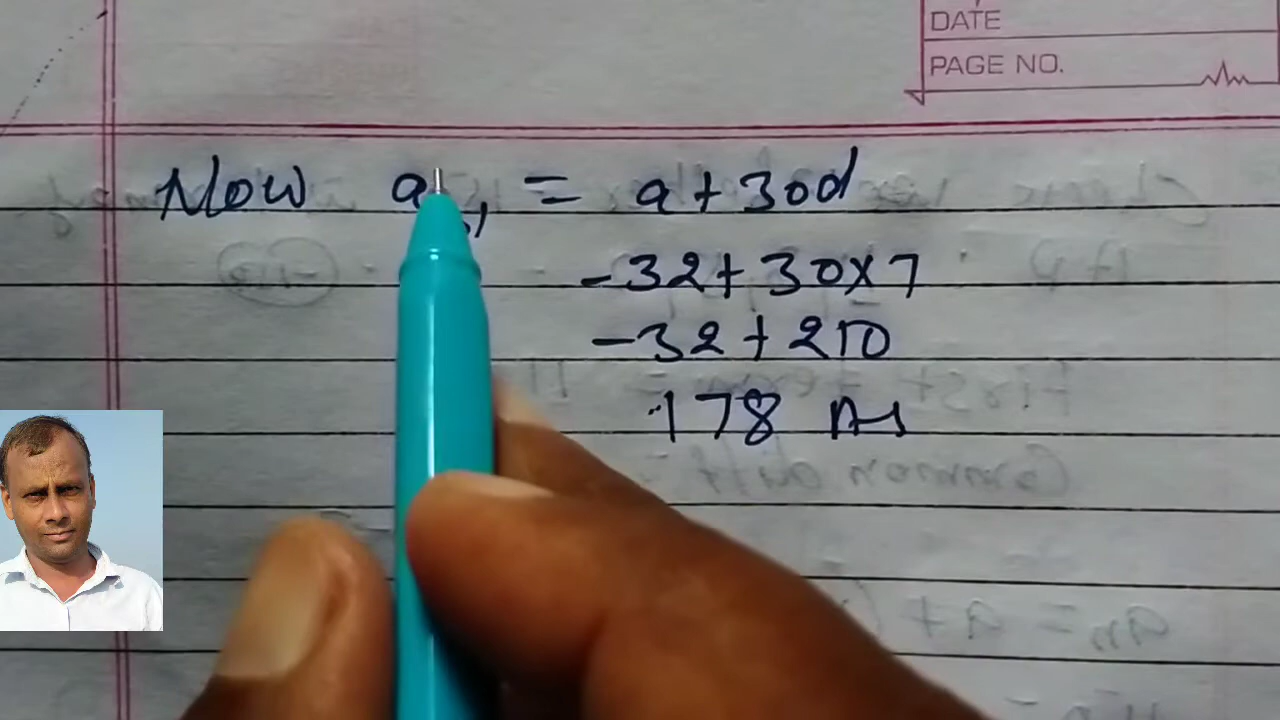 DATE
PAGE NO.
Now a , = a + 30d
-32 + 30 x 7
-32 + 210
178 Ans